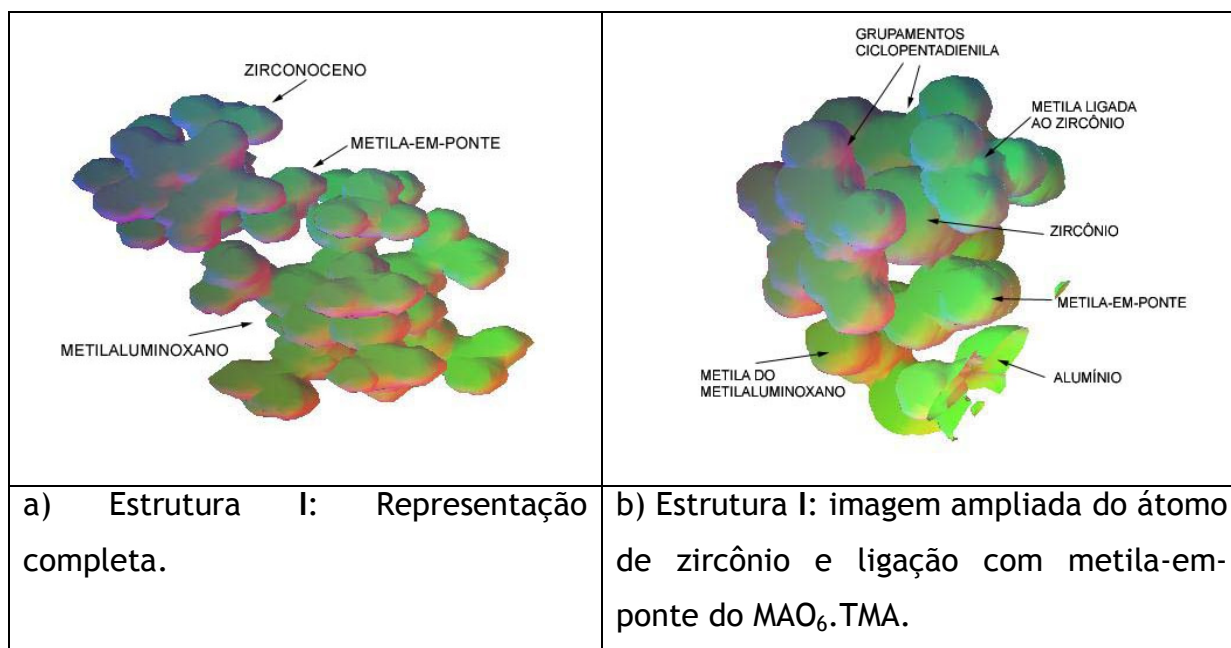 ZIRCONOCENO
METILA-EM-PONTE
METILALUMINOXANO
GRUPAMENTOS
CICLOPENTADIENILA
METILA LIGADA
AO ZIRCÔNIO
ZIRCÔNIO
METILA-EM-PONTE
METILA DO
METILALUMINOXANO
ALUMÍNIO
a) Estrutura I: Representação
completa.
b) Estrutura I: imagem ampliada do átomo
de zircônio e ligação com metila-em-
ponte do MAO₆.TMA.